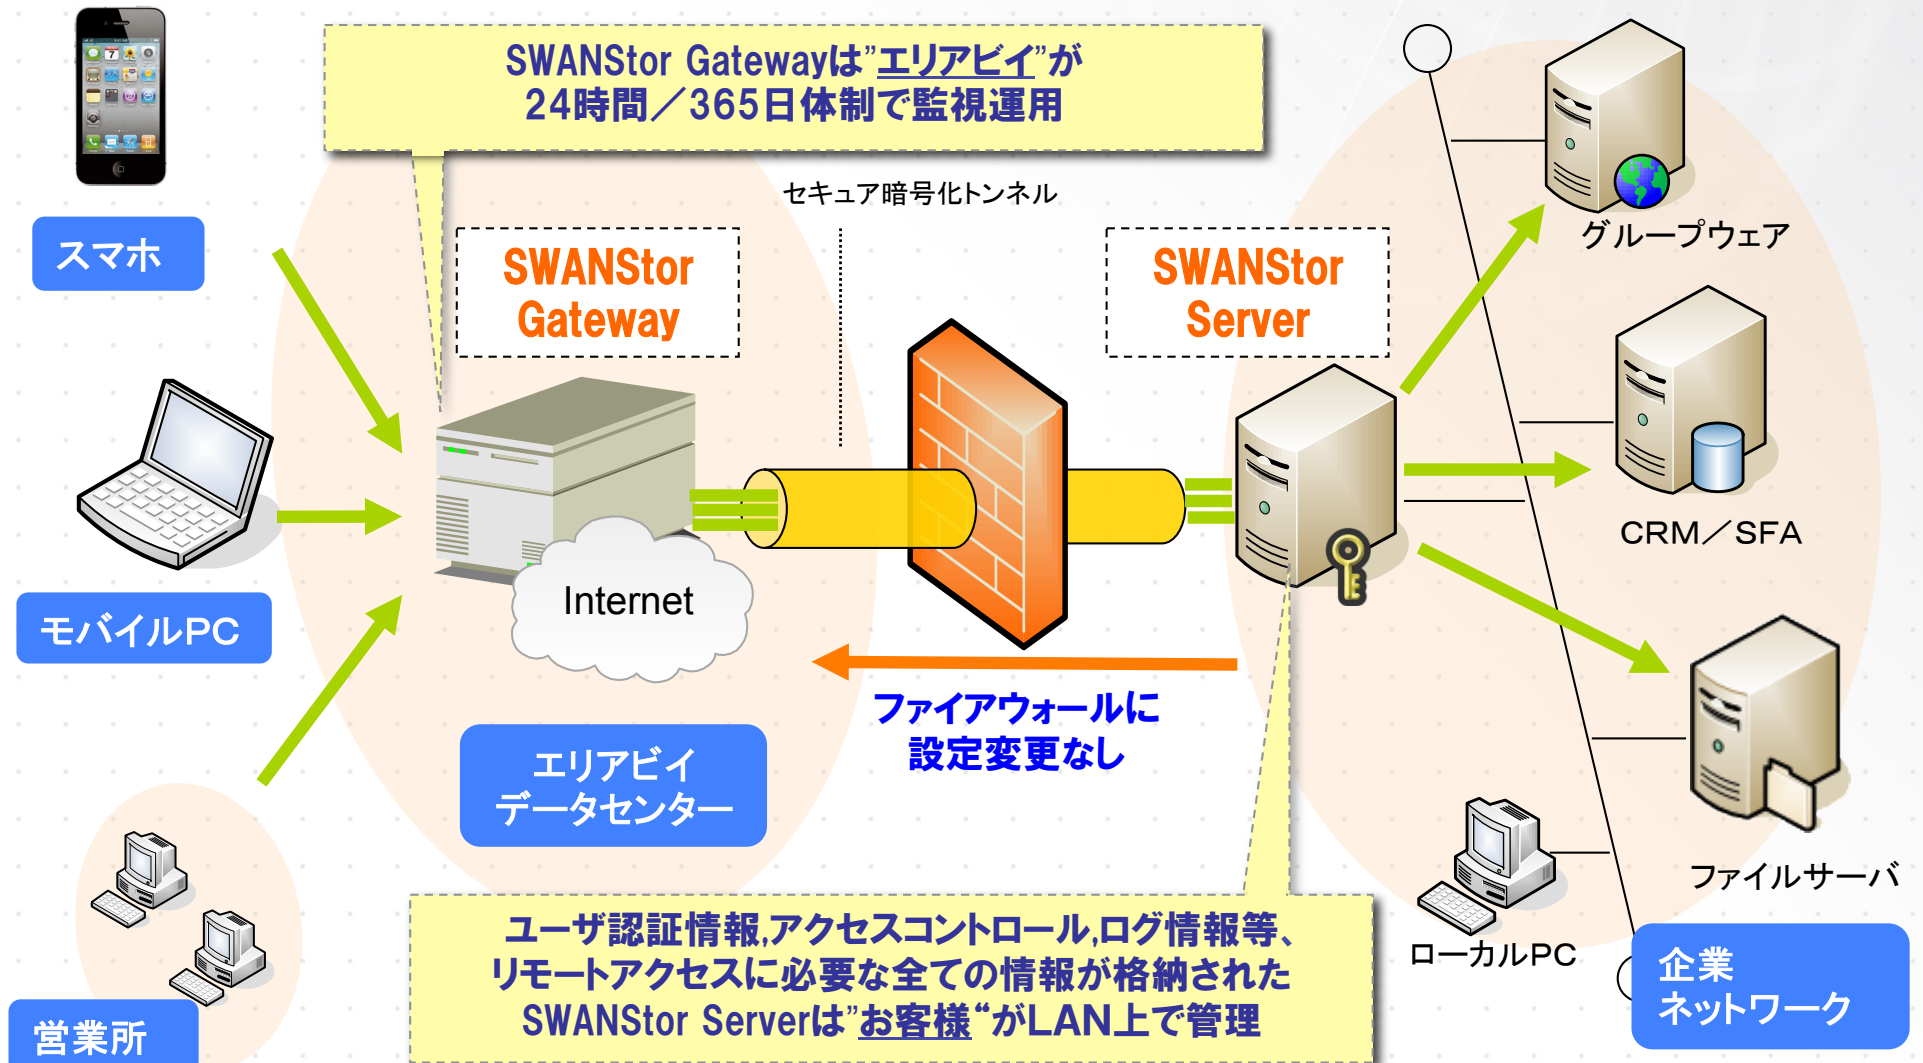 SWANStor Gatewayは”エリアビイ”が
24時間／365日体制で監視運用
セキュア暗号化トンネル
スマホ
SWANStor
Gateway
SWANStor
Server
グループウェア
CRM／SFA
Internet
モバイルPC
ファイアウォールに
設定変更なし
エリアビイ
データセンター
ファイルサーバ
ローカルPC
ユーザ認証情報,アクセスコントロール,ログ情報等、
リモートアクセスに必要な全ての情報が格納された
SWANStor Serverは”お客様“がLAN上で管理
企業
ネットワーク
営業所